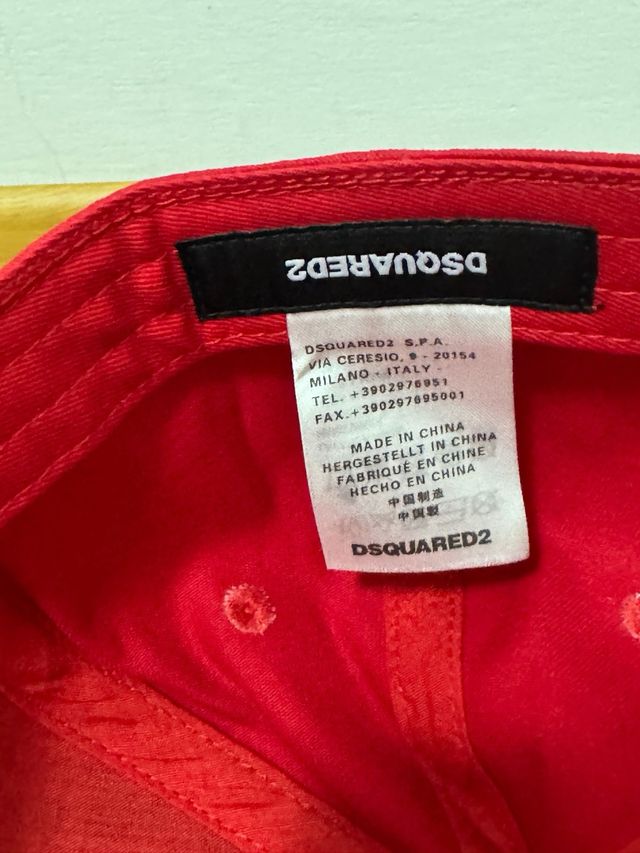 DSQUARED2
DSQUARED2 S.P.A.
VIA CERESIO, 9 - 20154
MILANO - ITALY -
TEL. +3902976951
FAX.+390297695001
MADE IN CHINA
HERGESTELLT IN CHINA
FABRIQUÉ EN CHINE
HECHO EN CHINA
中国制造
中國製
DSQUARED2